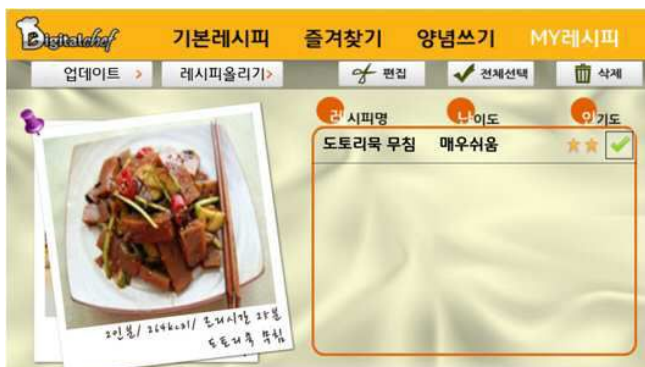 Digitalchef
기본레시피 즐겨찾기 양념쓰기 MY레시피
업데이트 > 레시피올리기> 편집 전체선택 삭제
레시피명 난이도 인기도
도토리묵 무침 매우쉬움
2인분/ 264kcal/ 조리시간 25분
도토리묵 무침